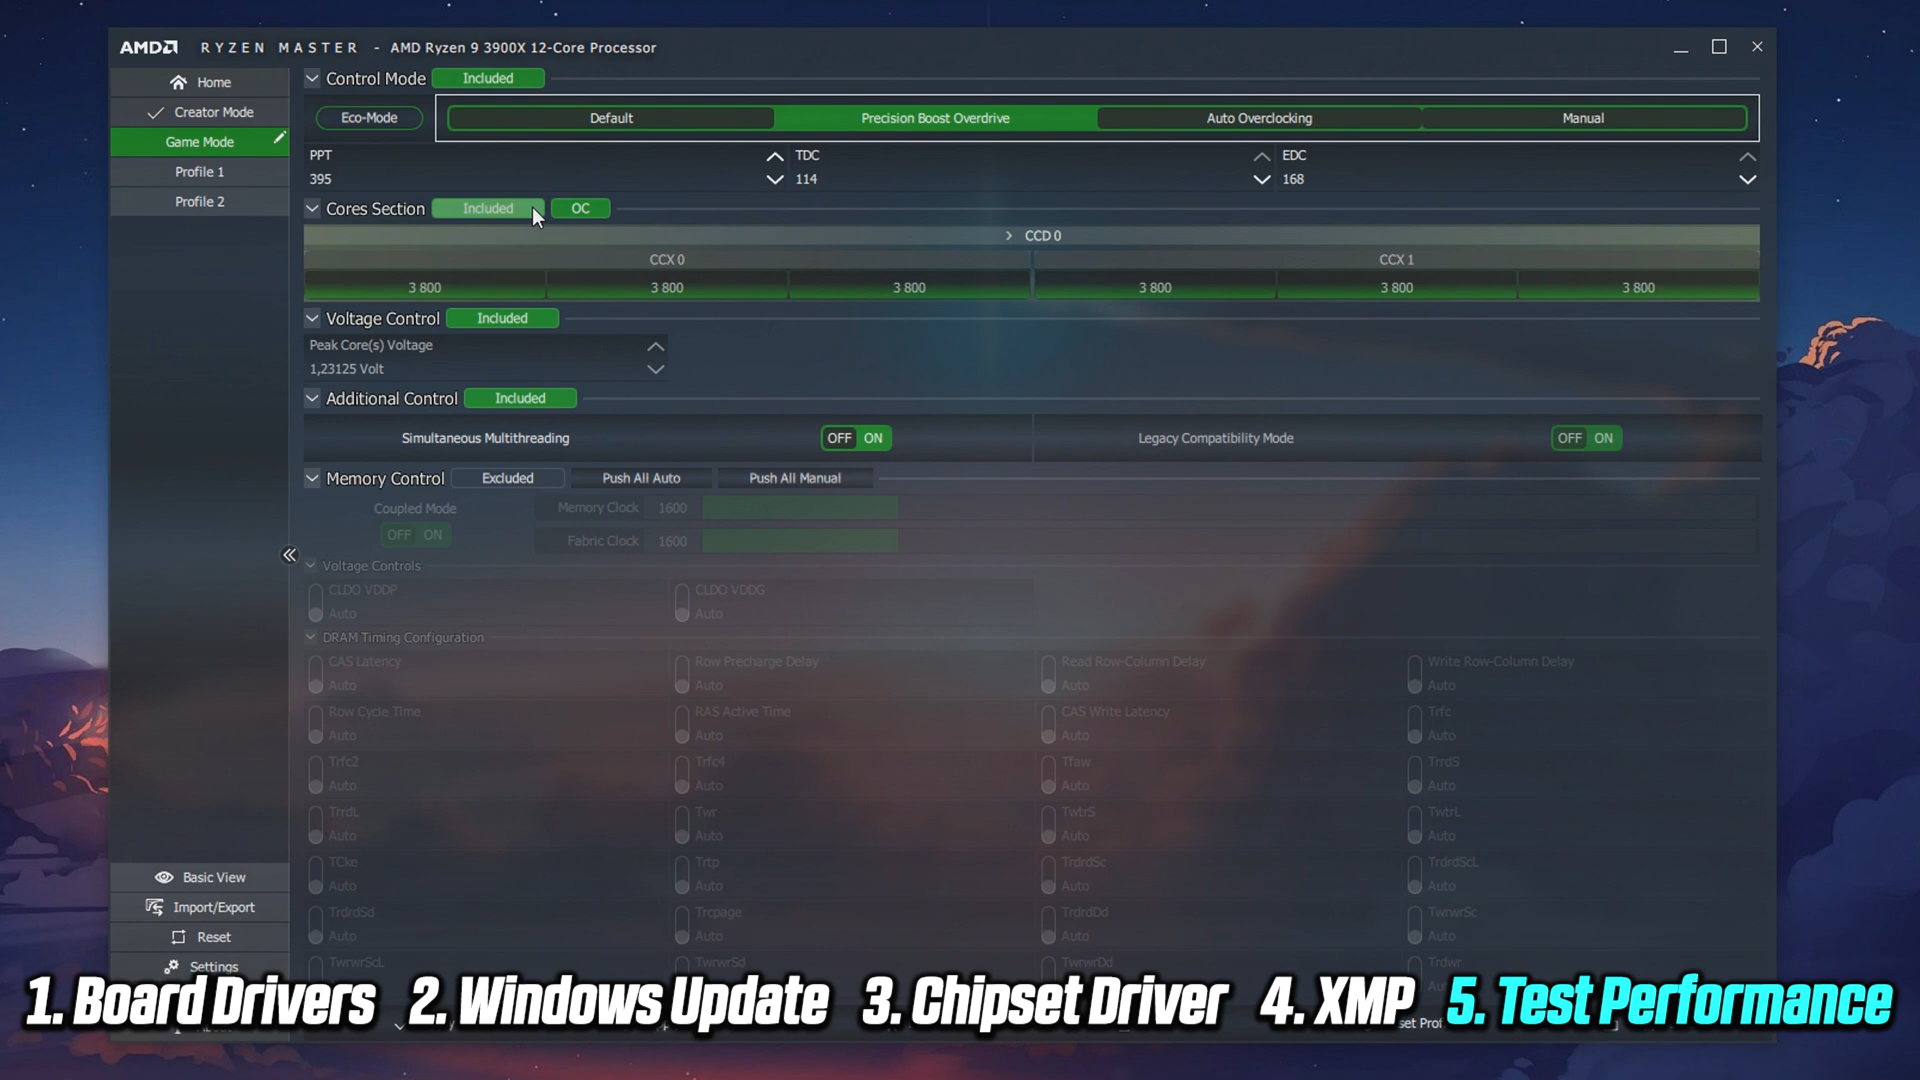 AMD RYZEN MASTER - AMD Ryzen 9 3900X 12-Core Processor
Home
Creator Mode
Game Mode
Profile 1
Profile 2
Control Mode Included
Eco-Mode Default Precision Boost Overdrive Auto Overclocking Manual
PPT TDC EDC
395 114 168
Cores Section Included OC
CCD 0
CCX 0 CCX 1
3 800 3 800 3 800 3 800 3 800 3 800
Voltage Control Included
Peak Core(s) Voltage
1,23125 Volt
Additional Control Included
Simultaneous Multithreading OFF ON Legacy Compatibility Mode OFF ON
Memory Control Excluded Push All Auto Push All Manual
Coupled Mode Memory Clock 1600
OFF ON Fabric Clock 1600
Voltage Controls
CLDO VDDP CLDO VDDG
Auto Auto
DRAM Timing Configuration
CAS Latency Row Precharge Delay Read Row-Column Delay Write Row-Column Delay
Auto Auto Auto Auto
Row Cycle Time RAS Active Time CAS Write Latency Trfc
Auto Auto Auto Auto
Trfc2 Trfc4 Tfaw TrrdS
Auto Auto Auto Auto
TrrdL Twr TwtrS TwtrL
Auto Auto Auto Auto
TCke Trtp TrdrdSc TrdrdScL
Auto Auto Auto Auto
TrdrdSd Trcpage TrdrdDd TwrwrSc
Auto Auto Auto Auto
TwrwrScL TwrwrSd TwrwrDd Trdwr
Basic View
Import/Export
Reset
Settings
1. Board Drivers 2. Windows Update 3. Chipset Driver 4. XMP 5. Test Performance